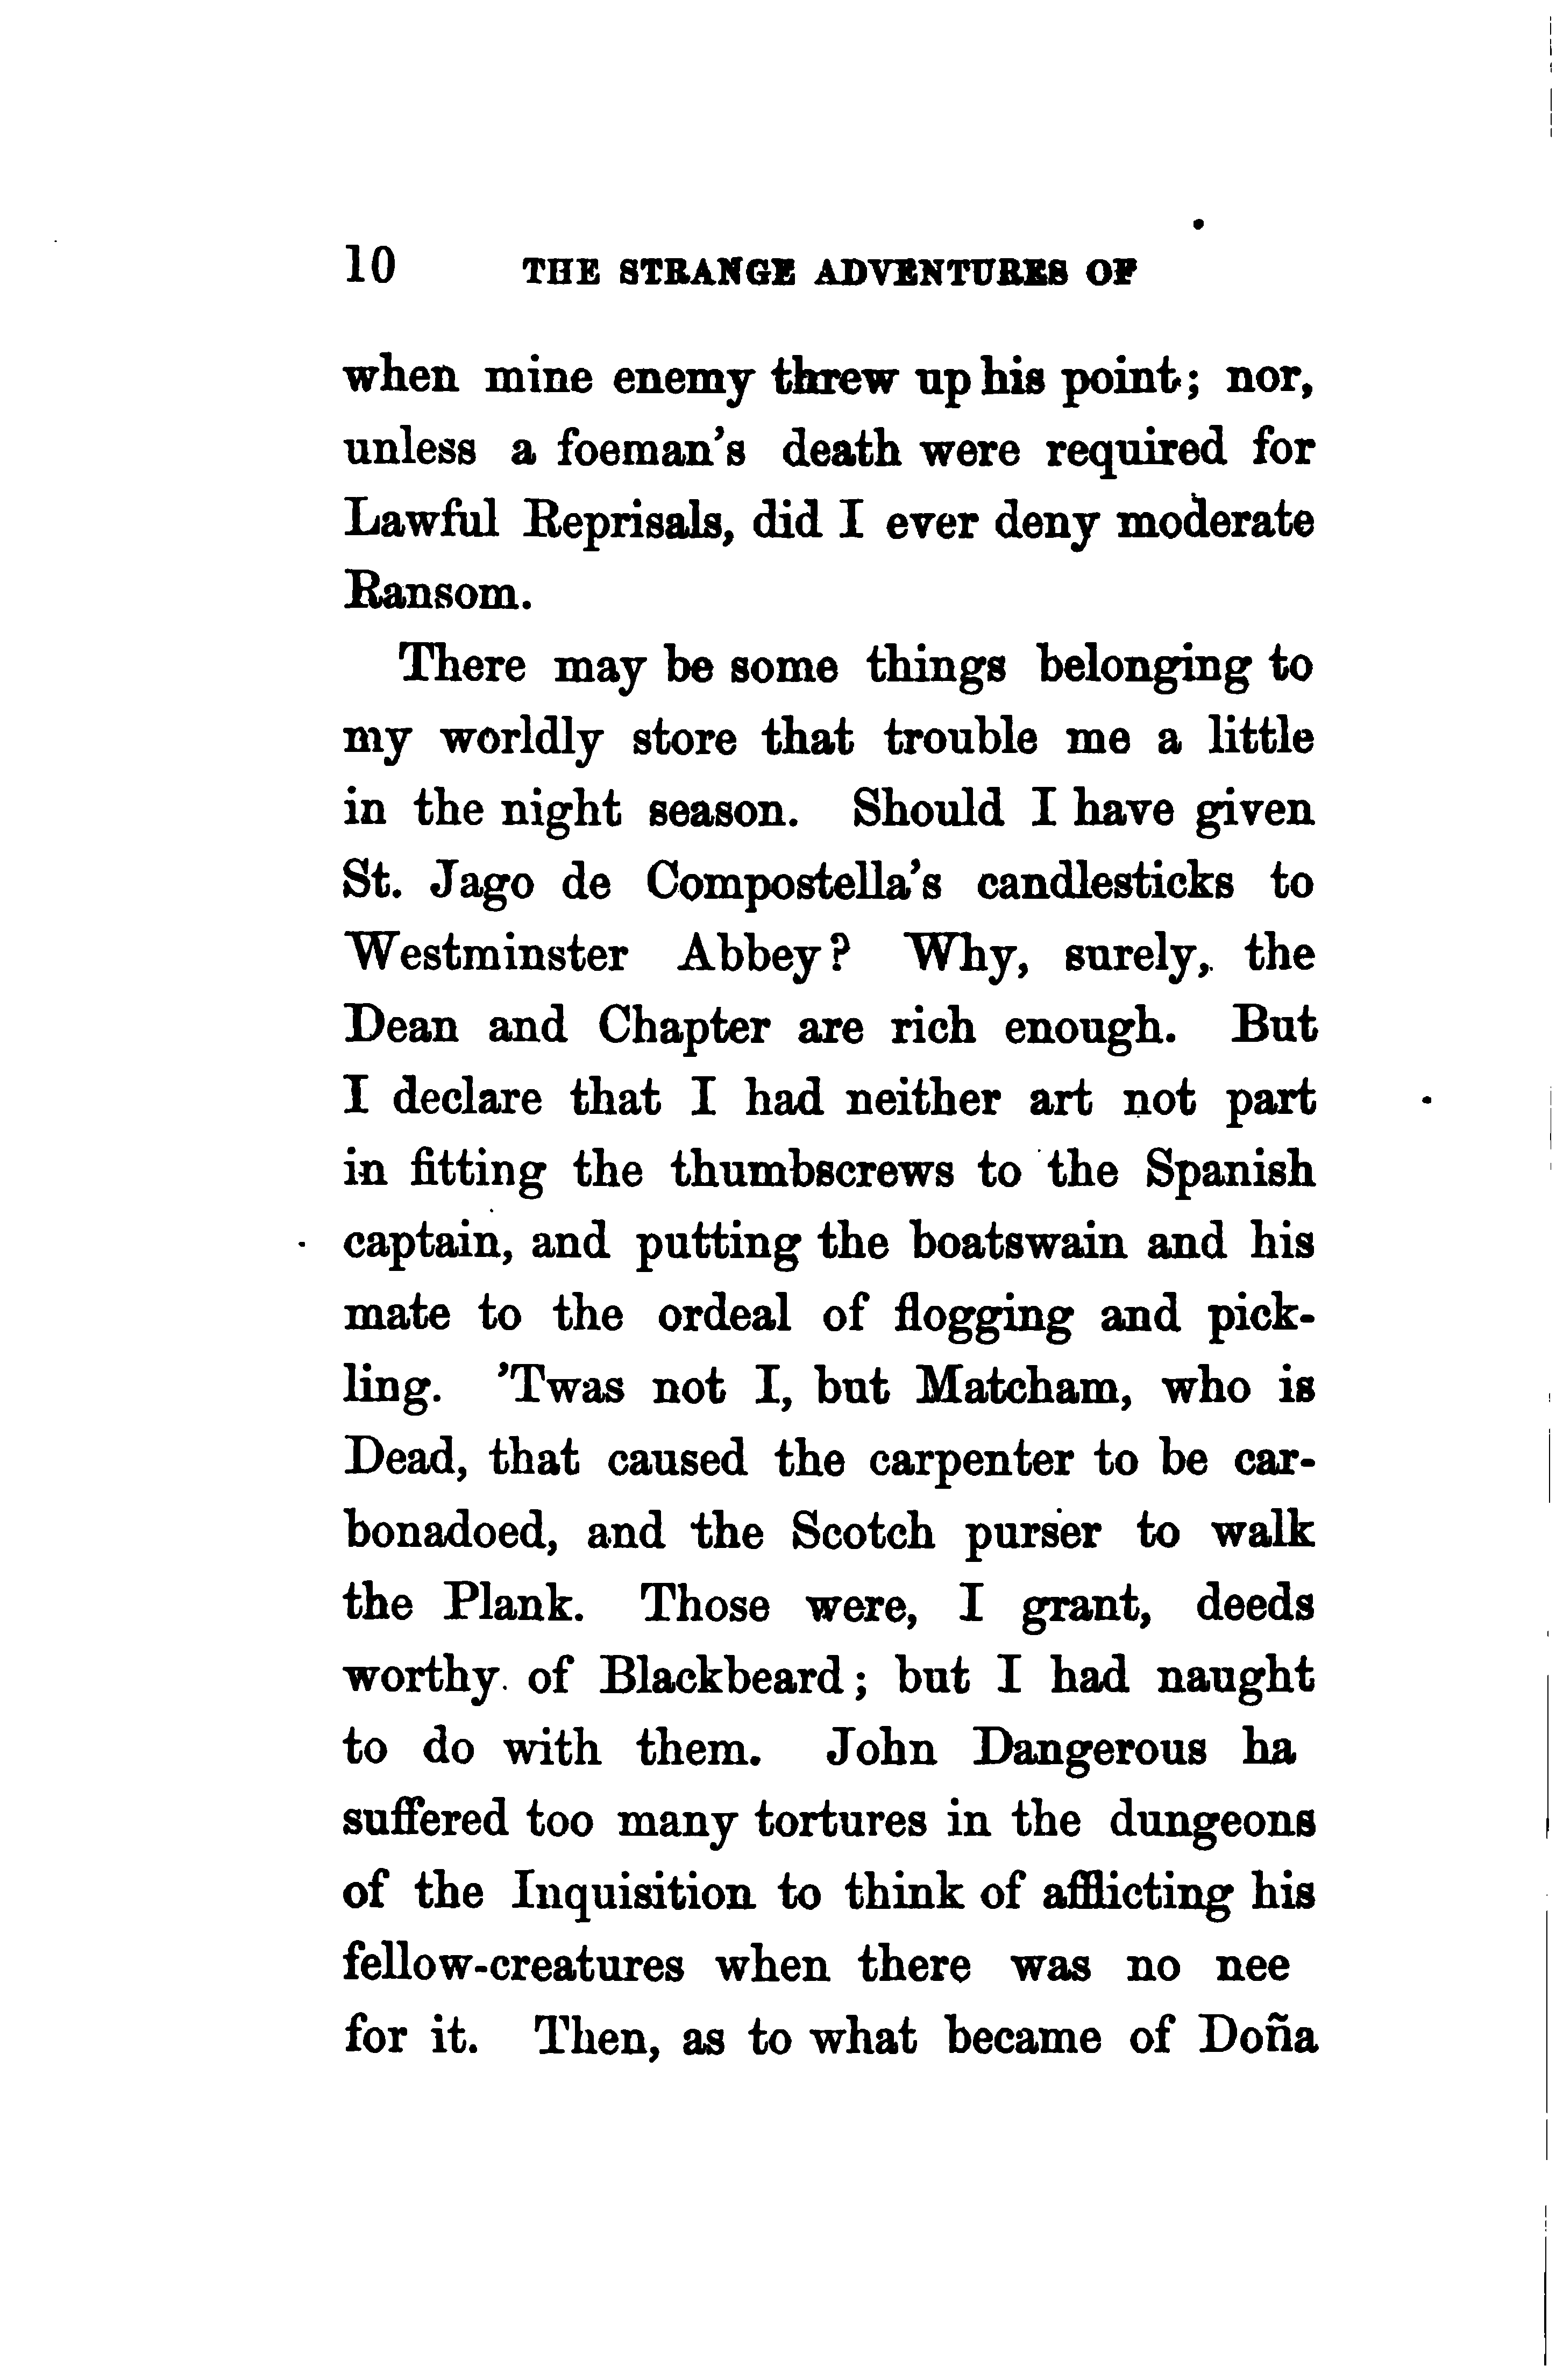 10 THE STRANGE ADVENTURES OF
when mine enemy threw up his point; nor,
unless a foeman's death were required for
Lawful Reprisals, did I ever deny moderate
Ransom.
There may be some things belonging to
my worldly store that trouble me a little
in the night season. Should I have given
St. Jago de Compostella's candlesticks to
Westminster Abbey? Why, surely, the
Dean and Chapter are rich enough. But
I declare that I had neither art not part
in fitting the thumbscrews to the Spanish
captain, and putting the boatswain and his
mate to the ordeal of flogging and pick-
ling. 'Twas not I, but Matcham, who is
Dead, that caused the carpenter to be car-
bonadoed, and the Scotch purser to walk
the Plank. Those were, I grant, deeds
worthy of Blackbeard; but I had naught
to do with them. John Dangerous ha
suffered too many tortures in the dungeons
of the Inquisition to think of afflicting his
fellow-creatures when there was no nee
for it. Then, as to what became of Doña